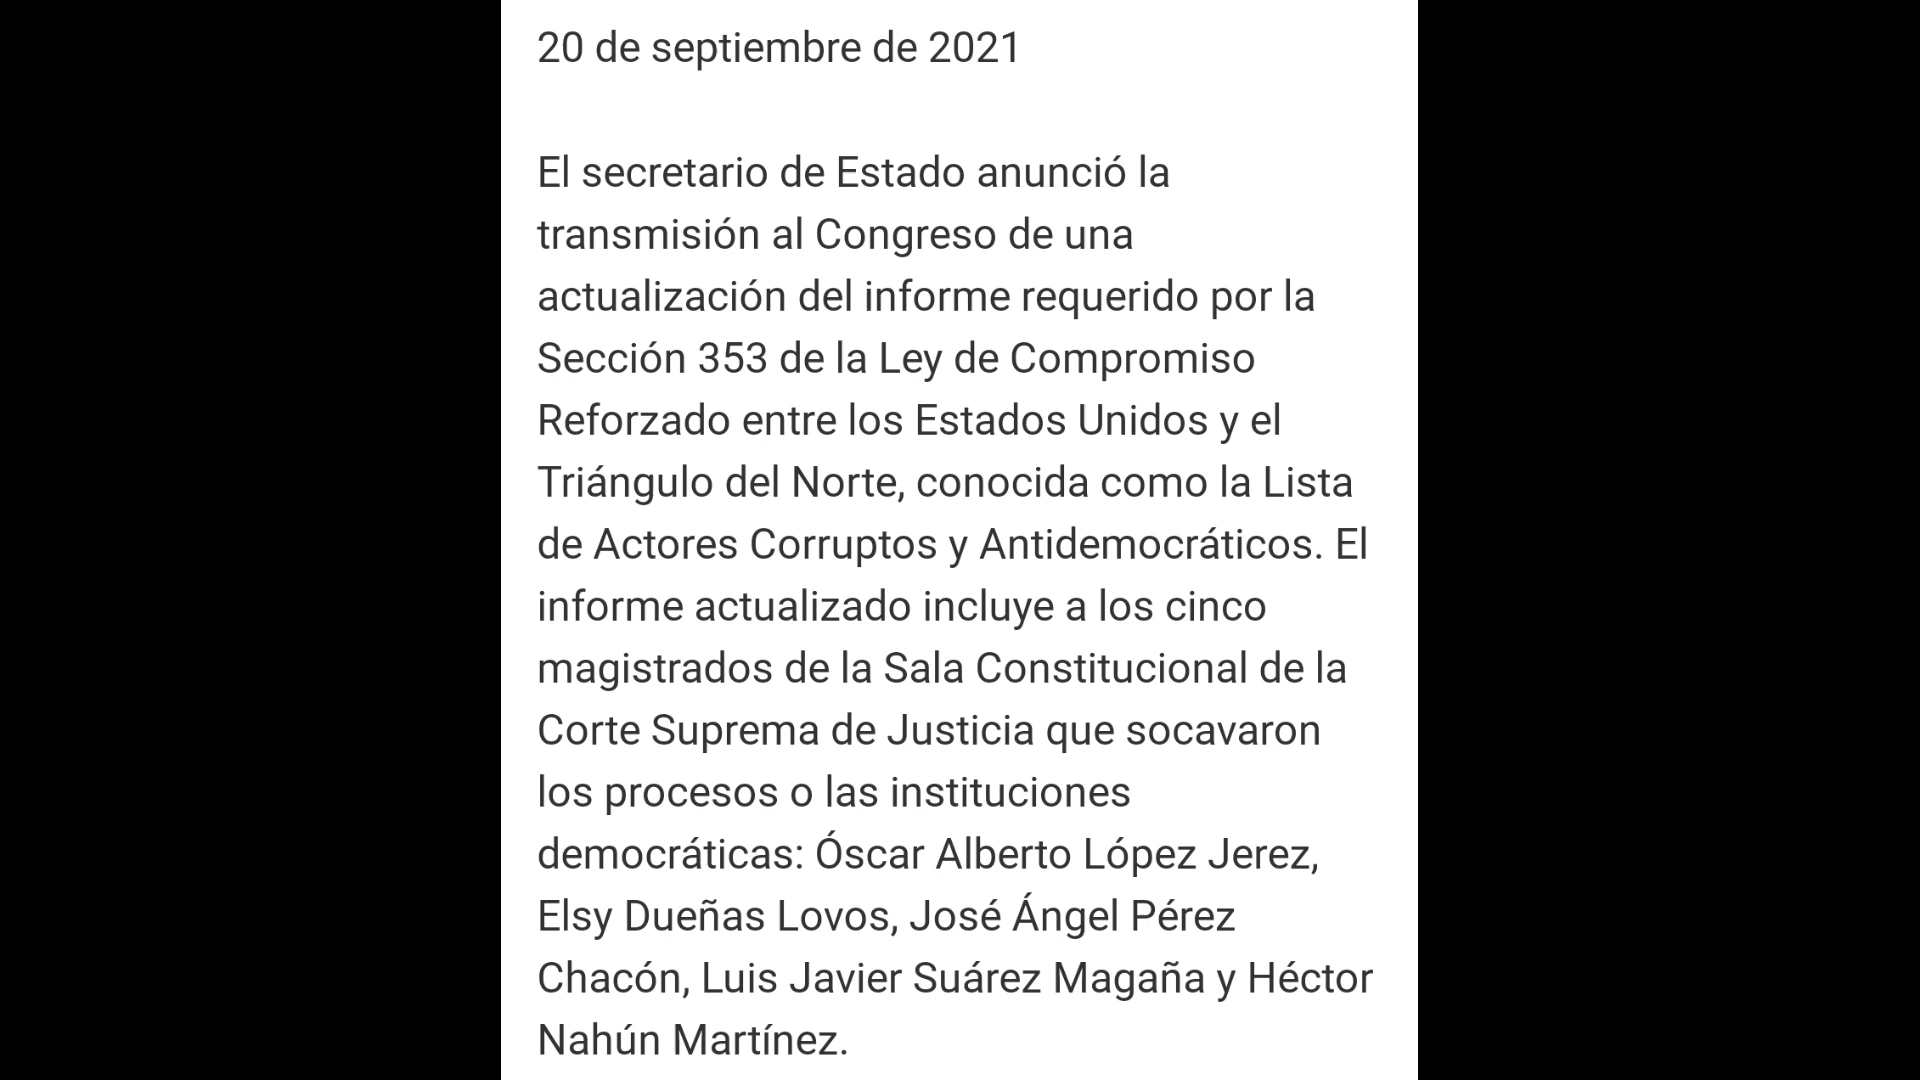 20 de septiembre de 2021
El secretario de Estado anunció la
transmisión al Congreso de una
actualización del informe requerido por la
Sección 353 de la Ley de Compromiso
Reforzado entre los Estados Unidos y el
Triángulo del Norte, conocida como la Lista
de Actores Corruptos y Antidemocráticos. El
informe actualizado incluye a los cinco
magistrados de la Sala Constitucional de la
Corte Suprema de Justicia que socavaron
los procesos o las instituciones
democráticas: Óscar Alberto López Jerez,
Elsy Dueñas Lovos, José Ángel Pérez
Chacón, Luis Javier Suárez Magaña y Héctor
Nahún Martínez.